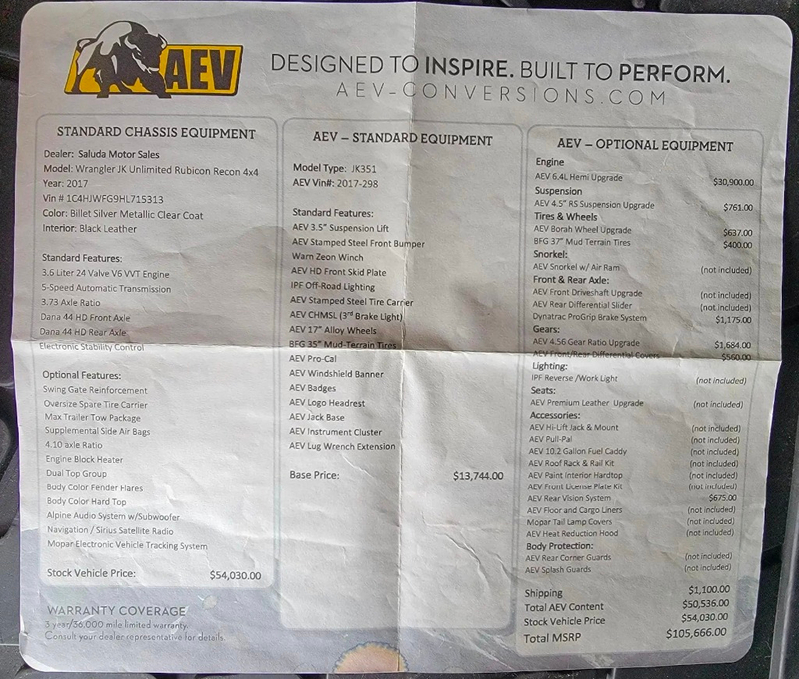 AEV
DESIGNED TO INSPIRE. BUILT TO PERFORM.
AEV-CONVERSIONS.COM
STANDARD CHASSIS EQUIPMENT
Dealer: Saluda Motor Sales
Model: Wrangler JK Unlimited Rubicon Recon 4x4
Year: 2017
Vin # 1C4HJWFG9HL715313
Color: Billet Silver Metallic Clear Coat
Interior: Black Leather
Standard Features:
3.6 Liter 24 Valve V6 VVT Engine
5-Speed Automatic Transmission
3.73 Axle Ratio
Dana 44 HD Front Axle
Dana 44 HD Rear Axle
Electronic Stability Control
Optional Features:
Swing Gate Reinforcement
Oversize Spare Tire Carrier
Max Trailer Tow Package
Supplemental Side Air Bags
4.10 axle Ratio
Engine Block Heater
Dual Top Group
Body Color Fender Flares
Body Color Hard Top
Alpine Audio System w/Subwoofer
Navigation / Sirius Satellite Radio
Mopar Electronic Vehicle Tracking System
Stock Vehicle Price: $54,030.00
WARRANTY COVERAGE
3 year/36,000 mile limited warranty.
Consult your dealer representative for details.
AEV – STANDARD EQUIPMENT
Model Type: JK351
AEV Vin#: 2017-298
Standard Features:
AEV 3.5" Suspension Lift
AEV Stamped Steel Front Bumper
Warn Zeon Winch
AEV HD Front Skid Plate
IPF Off-Road Lighting
AEV Stamped Steel Tire Carrier
AEV CHMSL (3rd Brake Light)
AEV 17" Alloy Wheels
BFG 35" Mud-Terrain Tires
AEV Pro-Cal
AEV Windshield Banner
AEV Badges
AEV Logo Headrest
AEV Jack Base
AEV Instrument Cluster
AEV Lug Wrench Extension
Base Price: $13,744.00
AEV – OPTIONAL EQUIPMENT
Engine
AEV 6.4L Hemi Upgrade $30,900.00
Suspension
AEV 4.5" RS Suspension Upgrade $761.00
Tires & Wheels
AEV Borah Wheel Upgrade $637.00
BFG 37" Mud Terrain Tires $400.00
Snorkel:
AEV Snorkel w/ Air Ram (not included)
Front & Rear Axle:
AEV Front Driveshaft Upgrade (not included)
AEV Rear Differential Slider (not included)
Dynatrac ProGrip Brake System $1,175.00
Gears:
AEV 4.56 Gear Ratio Upgrade $1,684.00
AEV Front/Rear Differential Covers $560.00
Lighting:
IPF Reverse /Work Light (not included)
Seats:
AEV Premium Leather Upgrade (not included)
Accessories:
AEV Hi-Lift Jack & Mount (not included)
AEV Pull-Pal (not included)
AEV 10.2 Gallon Fuel Caddy (not included)
AEV Roof Rack & Rail Kit (not included)
AEV Paint Interior Hardtop (not included)
AEV Front License Plate Kit (not included)
AEV Rear Vision System $675.00
AEV Floor and Cargo Liners (not included)
Mopar Tail Lamp Covers (not included)
AEV Heat Reduction Hood (not included)
Body Protection:
AEV Rear Corner Guards (not included)
AEV Splash Guards (not included)
Shipping $1,100.00
Total AEV Content $50,536.00
Stock Vehicle Price $54,030.00
Total MSRP $105,666.00